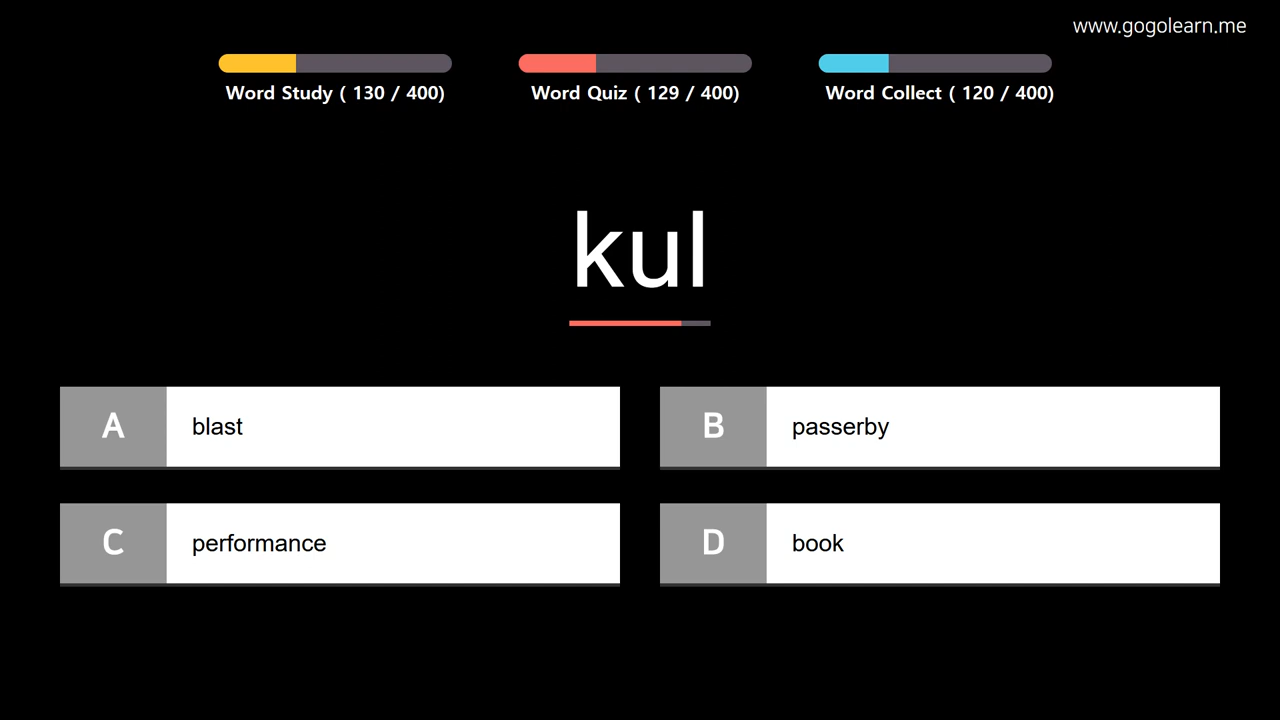 www.gogolearn.me
Word Study ( 130 / 400)
Word Quiz ( 129 / 400)
Word Collect ( 120 / 400)
kul
A blast
B passerby
C performance
D book